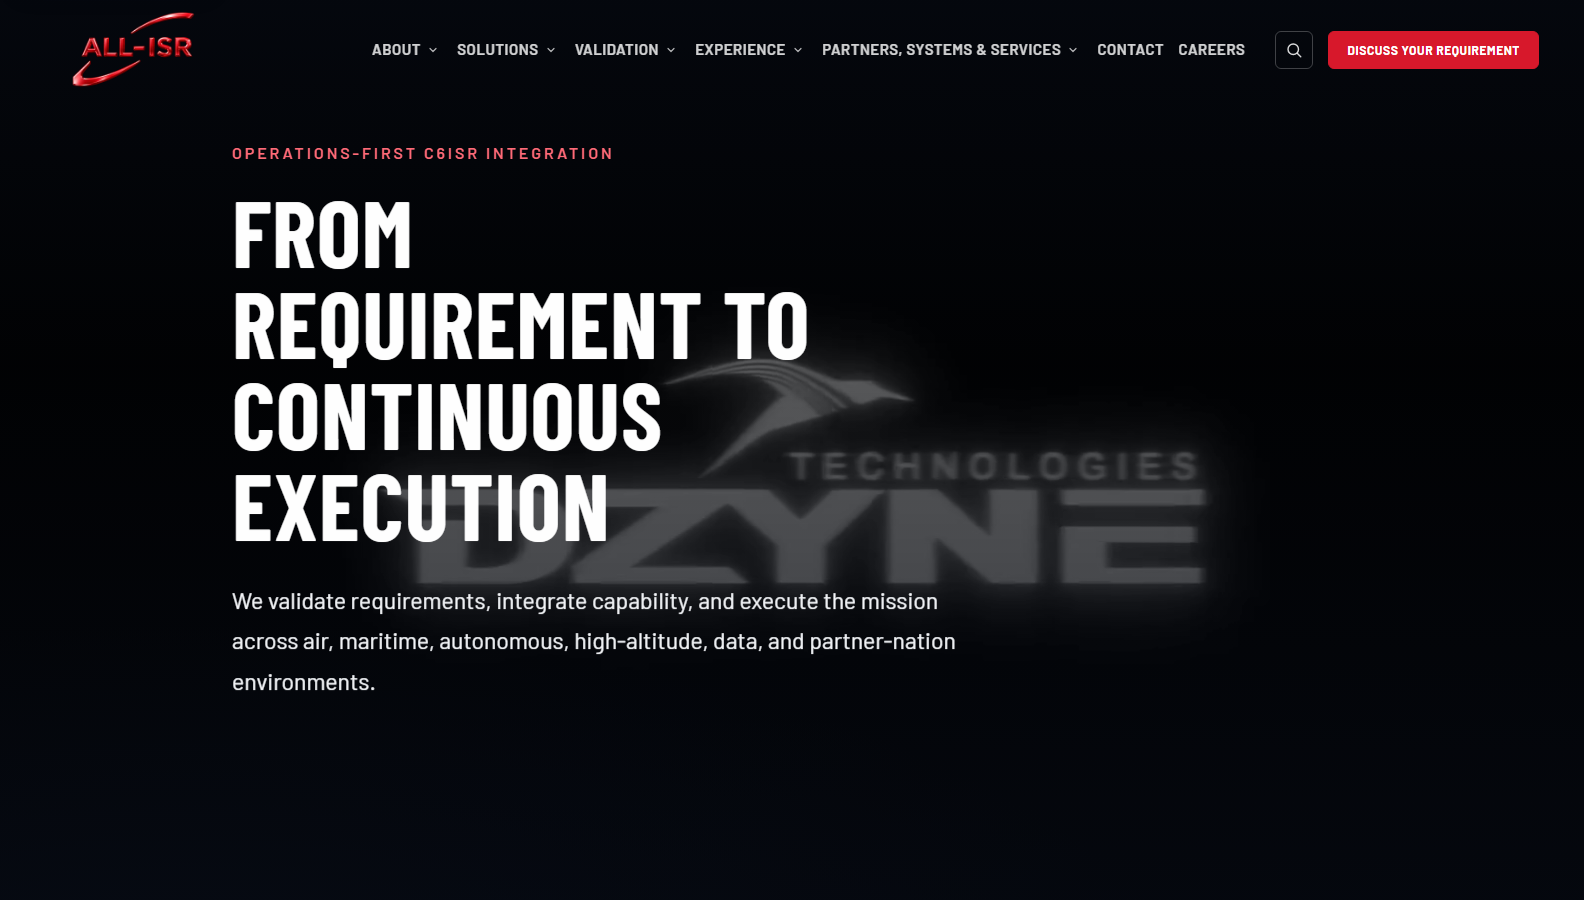 ALL-ISR
ABOUT
SOLUTIONS
VALIDATION
EXPERIENCE
PARTNERS, SYSTEMS & SERVICES
CONTACT
CAREERS
DISCUSS YOUR REQUIREMENT
OPERATIONS-FIRST C6ISR INTEGRATION
FROM
REQUIREMENT TO
CONTINUOUS
EXECUTION
TECHNOLOGIES
DZYNE
We validate requirements, integrate capability, and execute the mission
across air, maritime, autonomous, high-altitude, data, and partner-nation
environments.